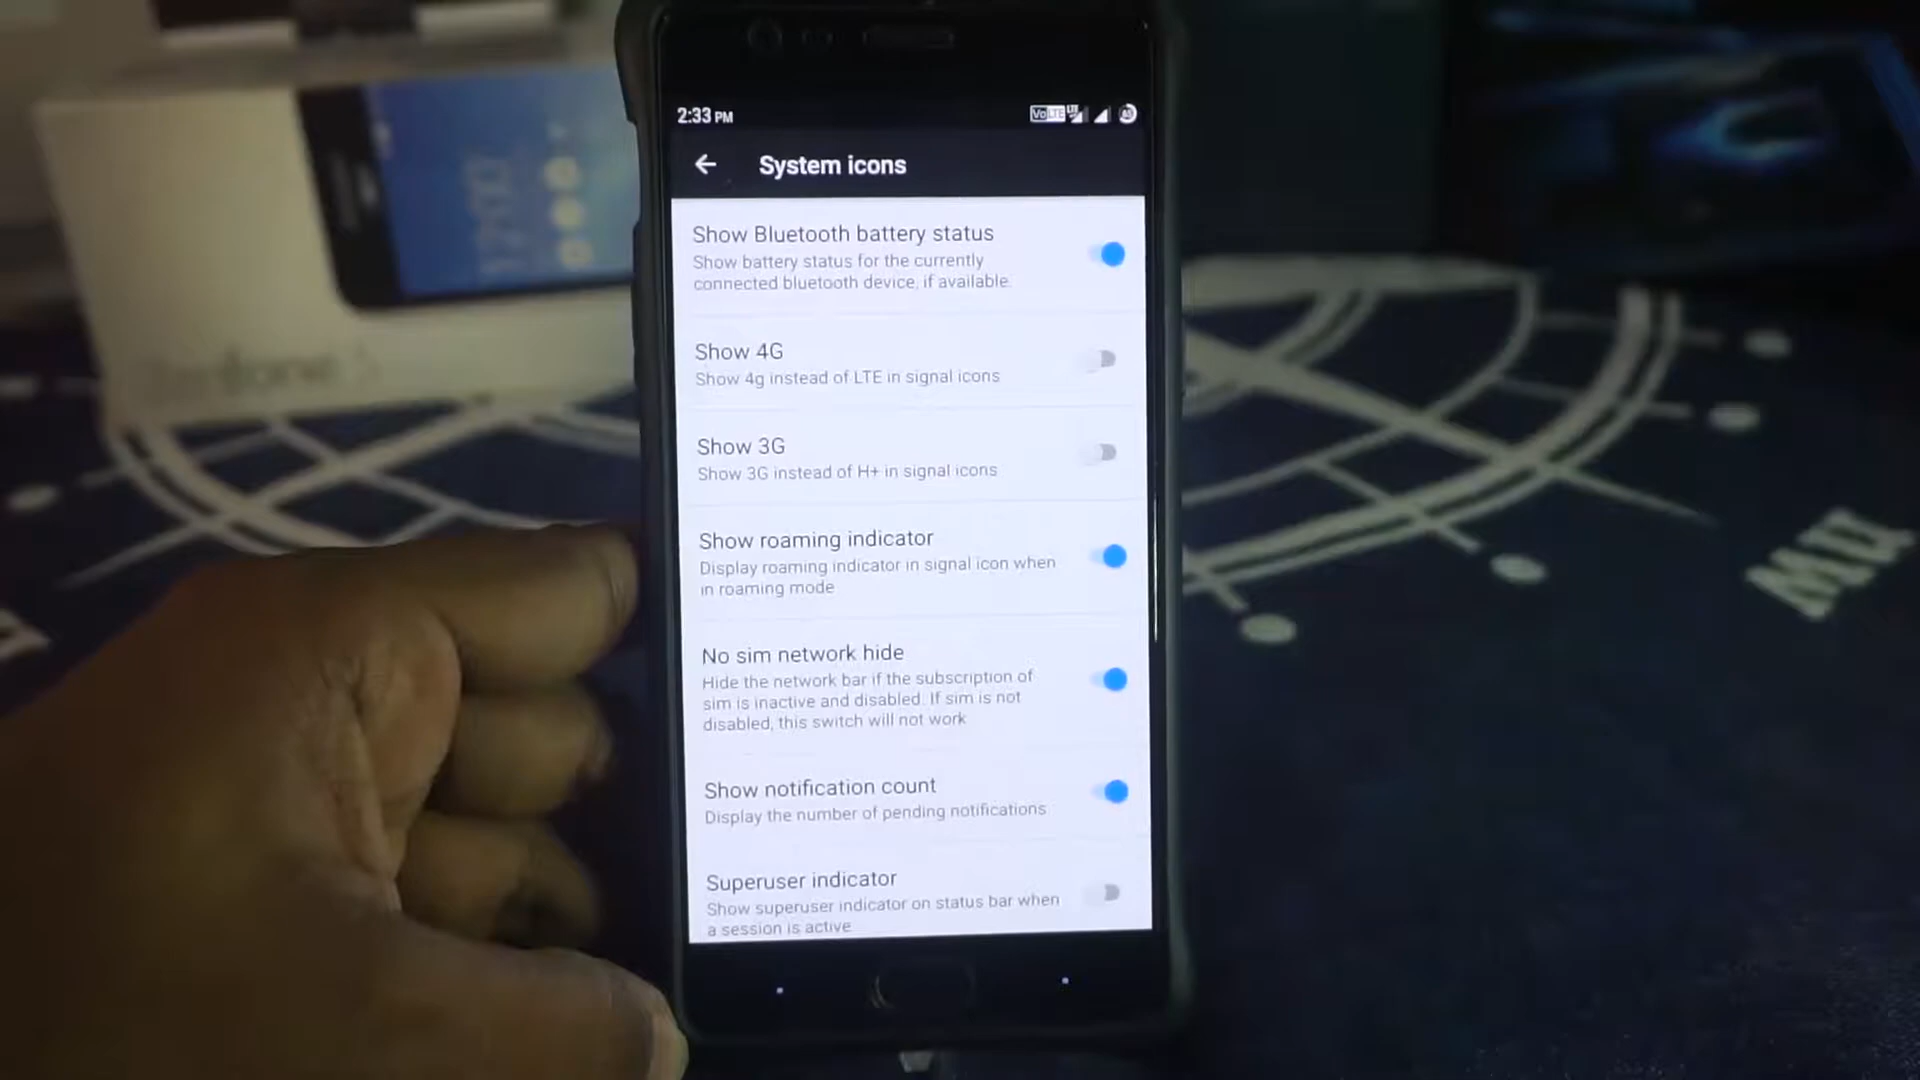 2:33 PM
VoLTE LTE
System icons
Show Bluetooth battery status
Show battery status for the currently
connected bluetooth device, if available.
Show 4G
Show 4g instead of LTE in signal icons
Show 3G
Show 3G instead of H+ in signal icons
Show roaming indicator
Display roaming indicator in signal icon when
in roaming mode
No sim network hide
Hide the network bar if the subscription of
sim is inactive and disabled. If sim is not
disabled, this switch will not work
Show notification count
Display the number of pending notifications
Superuser indicator
Show superuser indicator on status bar when
a session is active